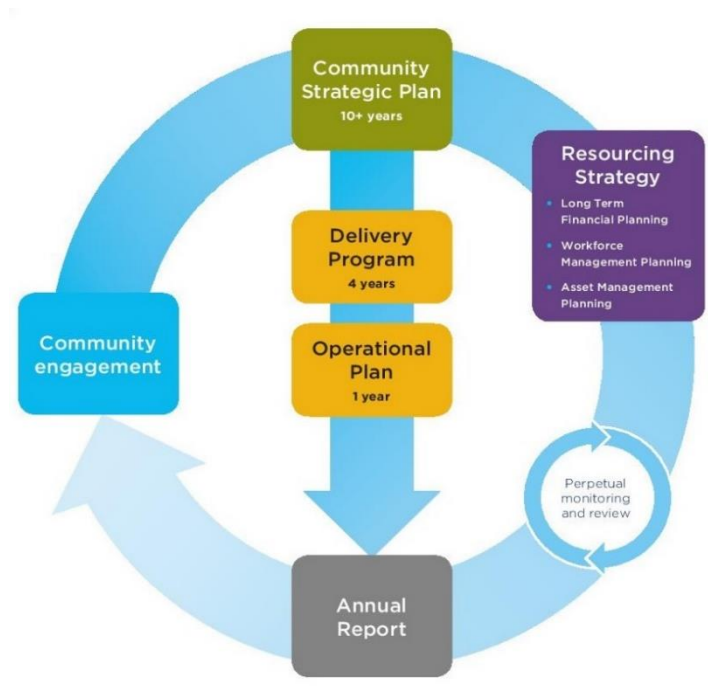 Community
Strategic Plan
10+ years
Resourcing
Strategy
• Long Term
Financial Planning
• Workforce
Management Planning
• Asset Management
Planning
Delivery
Program
4 years
Community
engagement
Operational
Plan
1 year
Perpetual
monitoring
and review
Annual
Report